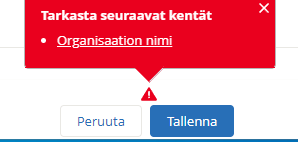 Tarkasta seuraavat kentät
• Organisaation nimi
Peruuta
Tallenna